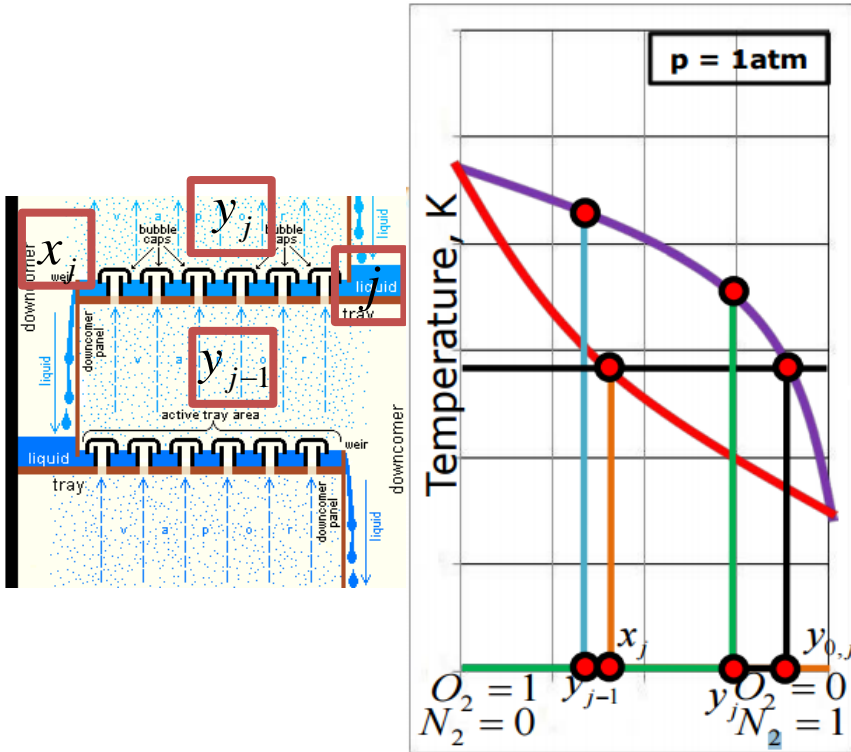 y_j
v a p o r
bubble caps
bubble caps
liquid
x_j
weir
downcomer
liquid
j
tray
downcomer panel
liquid
v a p o r
y_{j-1}
active tray area
weir
liquid
tray
downcomer
downcomer panel
liquid
v a p o r
p = 1atm
Temperature, K
x_j
y_{0,j}
y_{j-1}
y_j
O_2 = 1
N_2 = 0
O_2 = 0
N_2 = 1